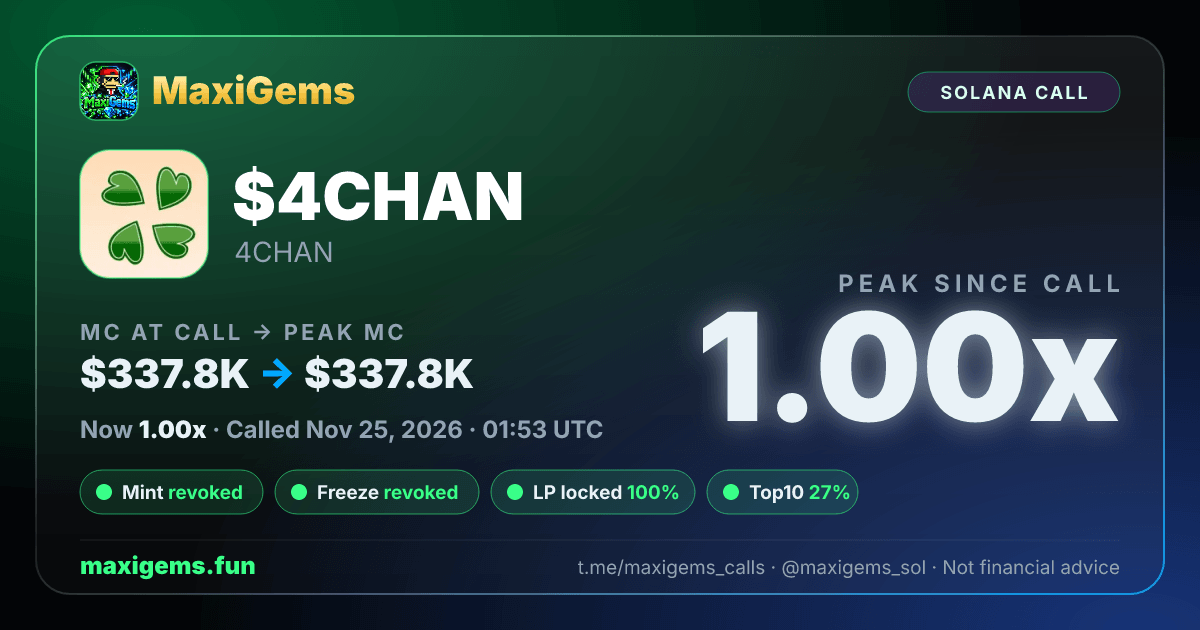 MaxiGems
MaxiGems
SOLANA CALL
$4CHAN
4CHAN
PEAK SINCE CALL
1.00x
MC AT CALL → PEAK MC
$337.8K → $337.8K
Now 1.00x · Called Nov 25, 2026 · 01:53 UTC
Mint revoked
Freeze revoked
LP locked 100%
Top10 27%
maxigems.fun
t.me/maxigems_calls · @maxigems_sol · Not financial advice